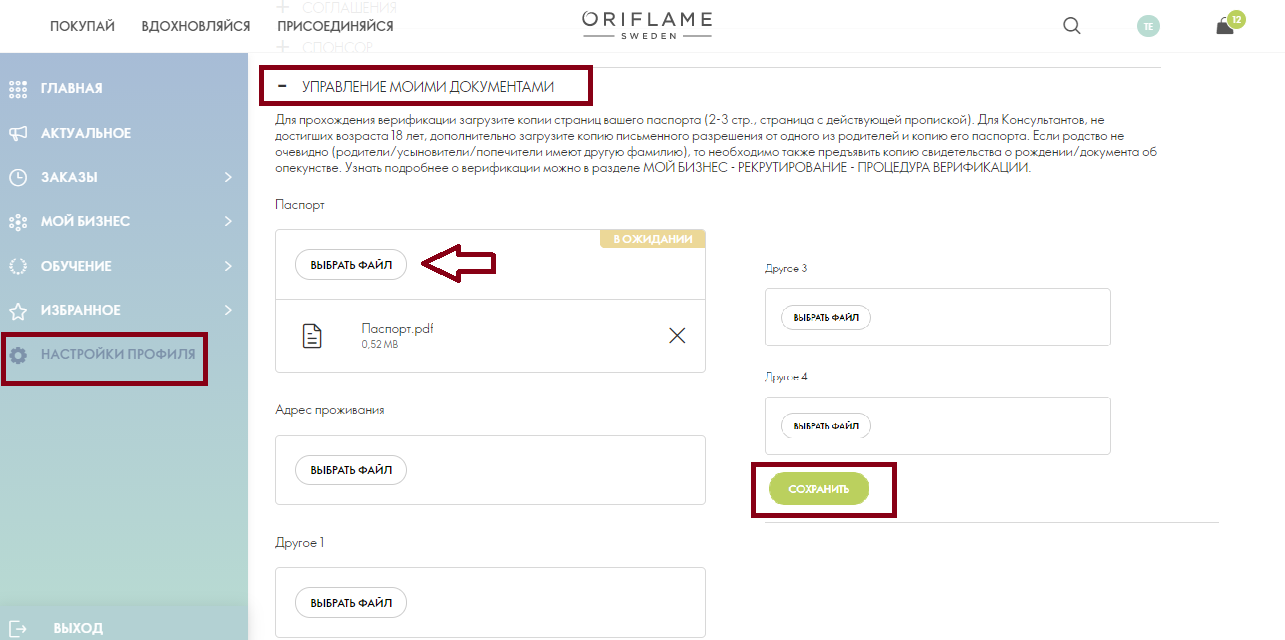 СОГЛАШЕНИЯ
ПОКУПАЙ
ВДОХНОВЛЯЙСЯ
ПРИСОЕДИНЯЙСЯ
ORIFLAME
SWEDEN
TE
12
СПОНСОР
ГЛАВНАЯ
АКТУАЛЬНОЕ
ЗАКАЗЫ
МОЙ БИЗНЕС
ОБУЧЕНИЕ
ИЗБРАННОЕ
НАСТРОЙКИ ПРОФИЛЯ
ВЫХОД
УПРАВЛЕНИЕ МОИМИ ДОКУМЕНТАМИ
Для прохождения верификации загрузите копии страниц вашего паспорта (2-3 стр., страница с действующей пропиской). Для Консультантов, не
достигших возраста 18 лет, дополнительно загрузите копию письменного разрешения от одного из родителей и копию его паспорта. Если родство не
очевидно (родители/усыновители/попечители имеют другую фамилию), то необходимо также предъявить копию свидетельства о рождении/документа об
опекунстве. Узнать подробнее о верификации можно в разделе МОЙ БИЗНЕС - РЕКРУТИРОВАНИЕ - ПРОЦЕДУРА ВЕРИФИКАЦИИ.
Паспорт
В ОЖИДАНИИ
ВЫБРАТЬ ФАЙЛ
Паспорт.pdf
0,52 MB
Адрес проживания
ВЫБРАТЬ ФАЙЛ
Другое 1
ВЫБРАТЬ ФАЙЛ
Другое 3
ВЫБРАТЬ ФАЙЛ
Другое 4
ВЫБРАТЬ ФАЙЛ
СОХРАНИТЬ